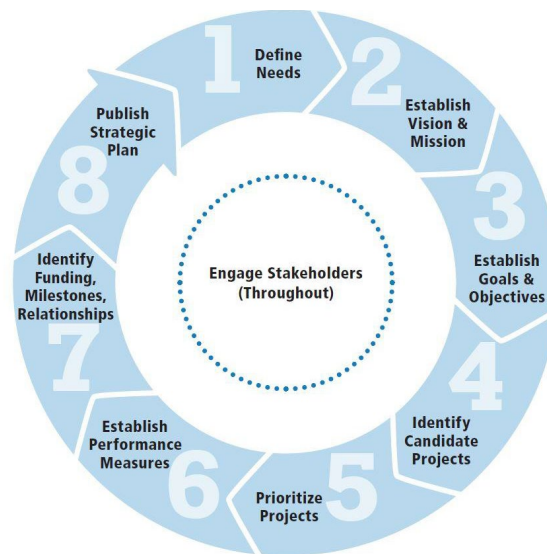 1
Define
Needs
2
Establish
Vision &
Mission
3
Establish
Goals &
Objectives
4
Identify
Candidate
Projects
5
Prioritize
Projects
6
Establish
Performance
Measures
7
Identify
Funding,
Milestones,
Relationships
8
Publish
Strategic
Plan
Engage Stakeholders
(Throughout)